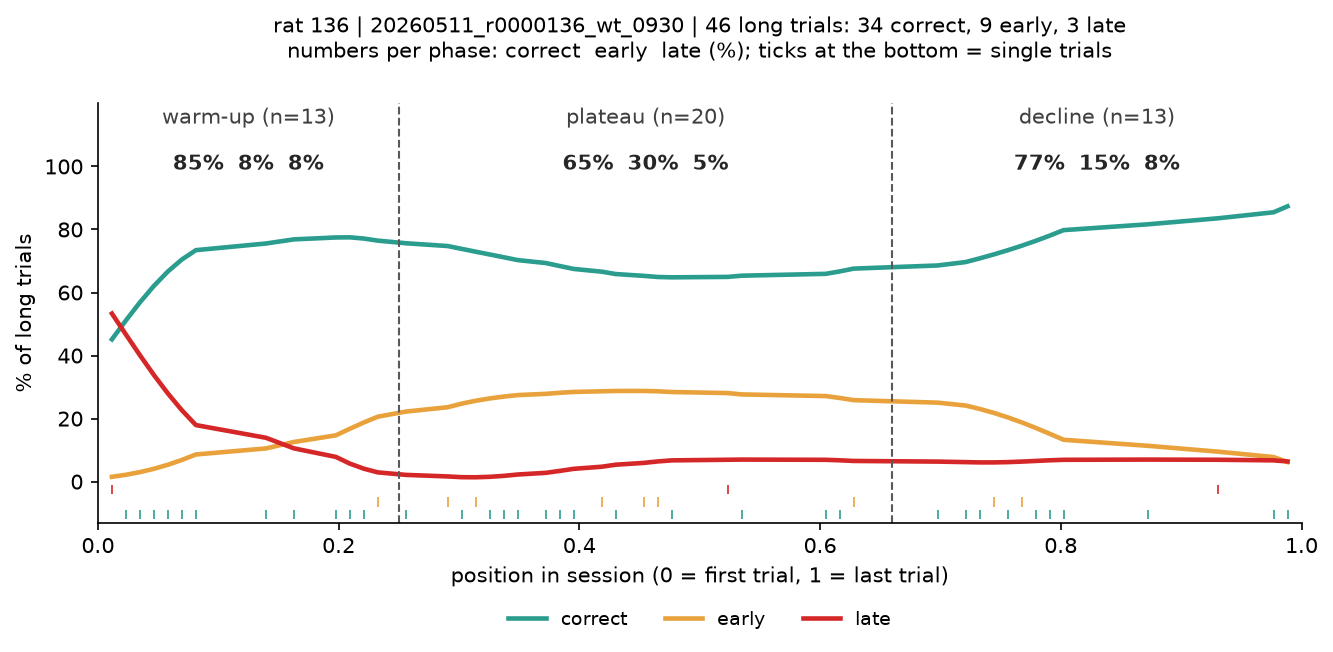 rat 136 | 20260511_r0000136_wt_0930 | 46 long trials: 34 correct, 9 early, 3 late
numbers per phase: correct  early  late (%); ticks at the bottom = single trials
warm-up (n=13)
plateau (n=20)
decline (n=13)
85%  8%  8%
65%  30%  5%
77%  15%  8%
% of long trials
100
80
60
40
20
0
0.0
0.2
0.4
0.6
0.8
1.0
position in session (0 = first trial, 1 = last trial)
correct
early
late